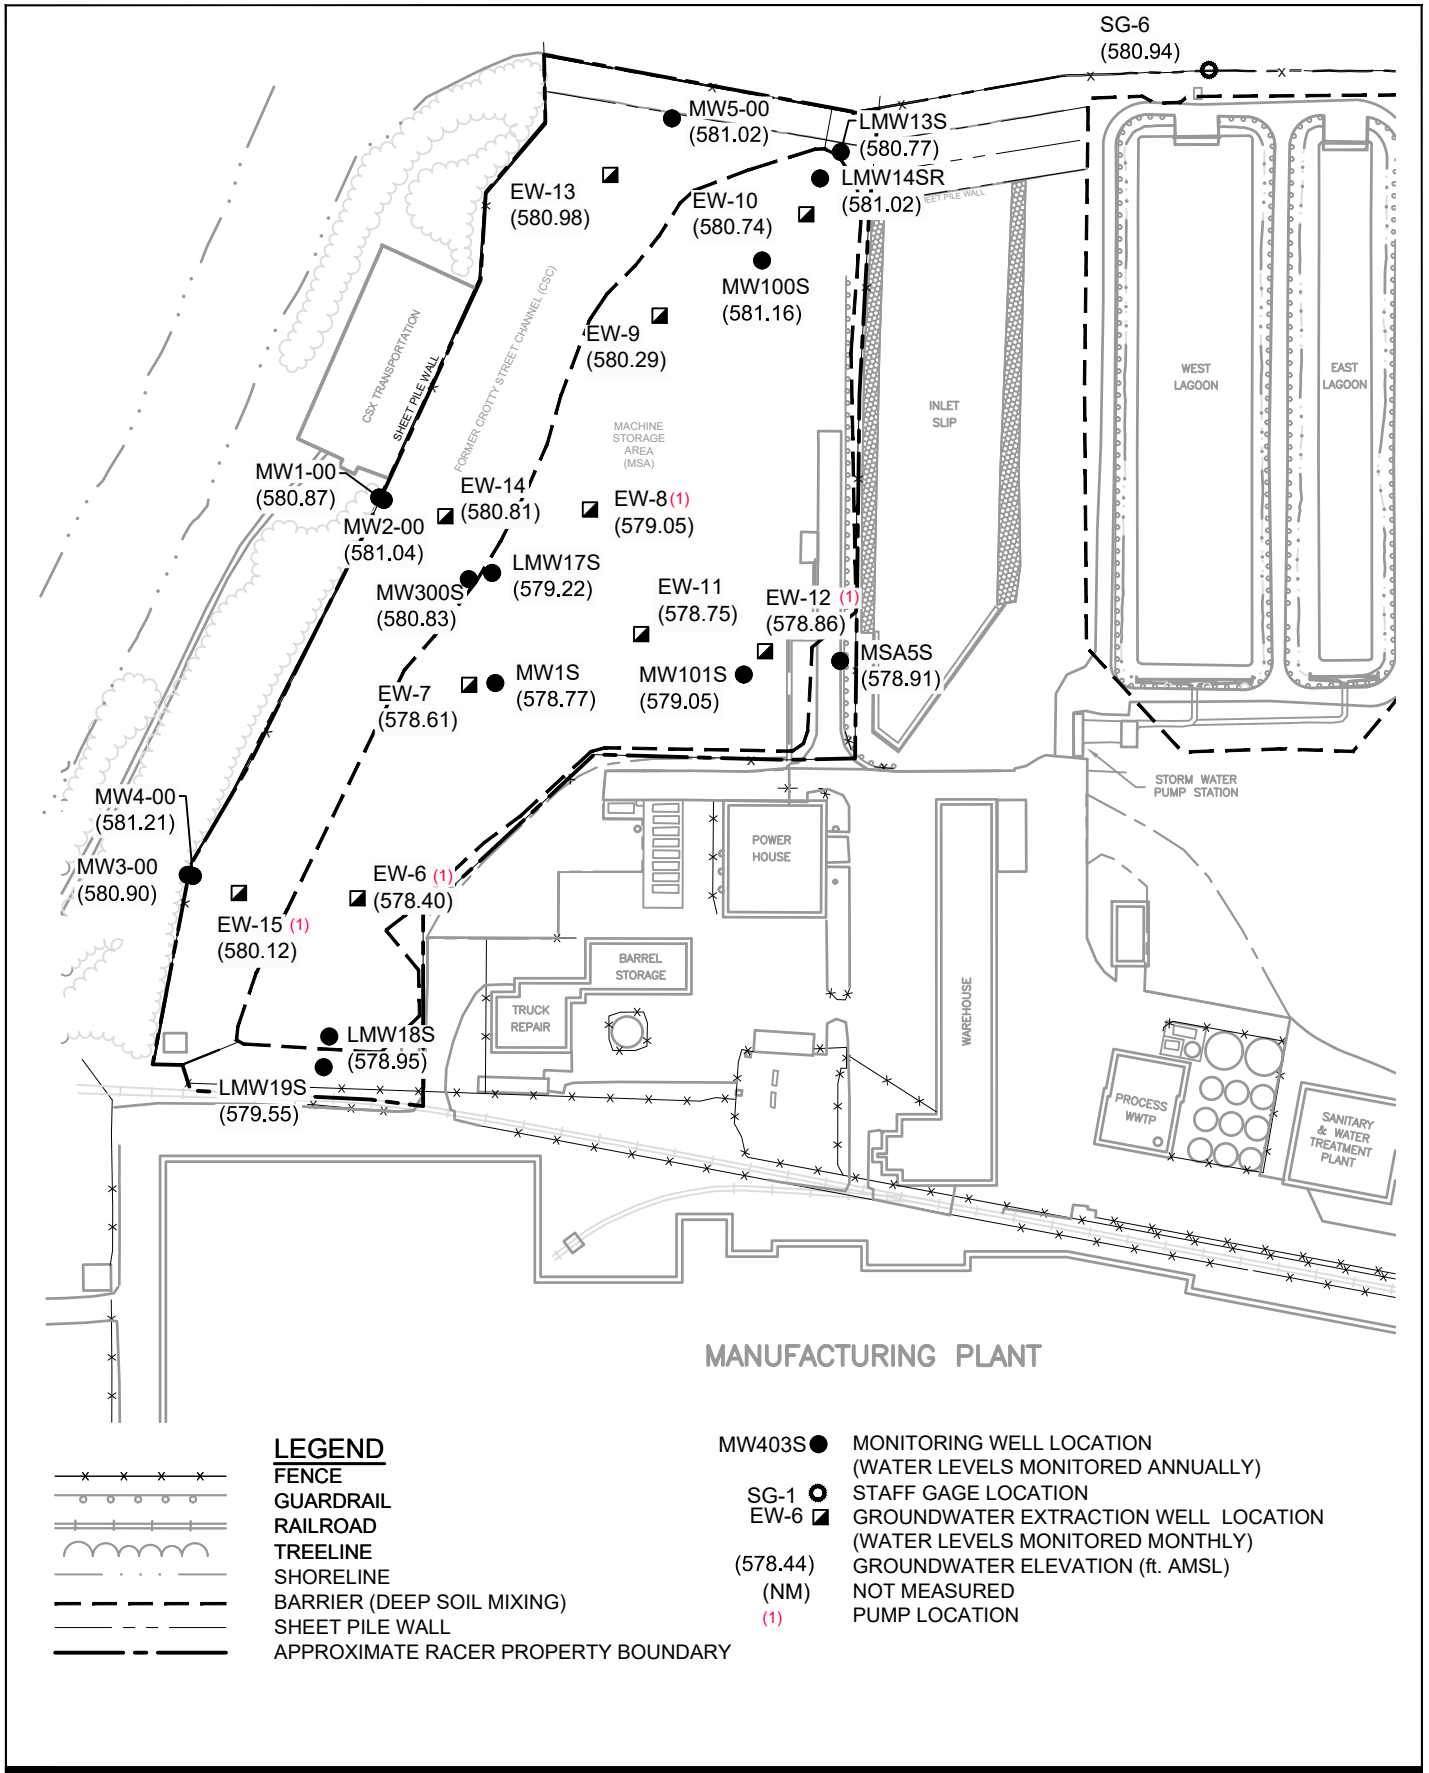 SG-6
(580.94)
MW5-00
(581.02)
LMW13S
(580.77)
LMW14SR
(581.02)
EW-13
(580.98)
EW-10
(580.74)
SHEET PILE WALL
MW100S
(581.16)
EW-9
(580.29)
FORMER CROTTY STREET CHANNEL (CSC)
CSX TRANSPORTATION
SHEET PILE WALL
WEST
LAGOON
EAST
LAGOON
INLET
SLIP
MACHINE
STORAGE
AREA
(MSA)
MW1-00
(580.87)
EW-14
(580.81)
EW-8 (1)
(579.05)
MW2-00
(581.04)
LMW17S
(579.22)
MW300S
(580.83)
EW-11
(578.75)
EW-12 (1)
(578.86)
MSA5S
(578.91)
MW101S
(579.05)
MW1S
(578.77)
EW-7
(578.61)
STORM WATER
PUMP STATION
MW4-00
(581.21)
MW3-00
(580.90)
EW-6 (1)
(578.40)
EW-15 (1)
(580.12)
POWER
HOUSE
BARREL
STORAGE
TRUCK
REPAIR
WAREHOUSE
LMW18S
(578.95)
LMW19S
(579.55)
PROCESS
WWTP
SANITARY
& WATER
TREATMENT
PLANT
MANUFACTURING PLANT
LEGEND
FENCE
GUARDRAIL
RAILROAD
TREELINE
SHORELINE
BARRIER (DEEP SOIL MIXING)
SHEET PILE WALL
APPROXIMATE RACER PROPERTY BOUNDARY
MW403S MONITORING WELL LOCATION
(WATER LEVELS MONITORED ANNUALLY)
SG-1 STAFF GAGE LOCATION
EW-6 GROUNDWATER EXTRACTION WELL LOCATION
(WATER LEVELS MONITORED MONTHLY)
(578.44) GROUNDWATER ELEVATION (ft. AMSL)
(NM) NOT MEASURED
(1) PUMP LOCATION